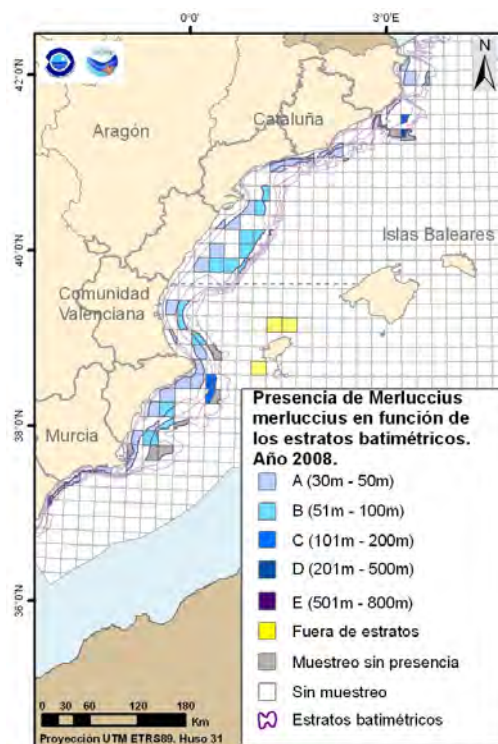 0°0'
3°0'E
42°0'N
N
Cataluña
Aragón
40°0'N
Islas Baleares
Comunidad
Valenciana
38°0'N
Murcia
36°0'N
Presencia de Merluccius
merluccius en función de
los estratos batimétricos.
Año 2008.
A (30m - 50m)
B (51m - 100m)
C (101m - 200m)
D (201m - 500m)
E (501m - 800m)
Fuera de estratos
Muestreo sin presencia
Sin muestreo
Estratos batimétricos
0 30 60 120 180
Km
Proyección UTM ETRS89. Huso 31